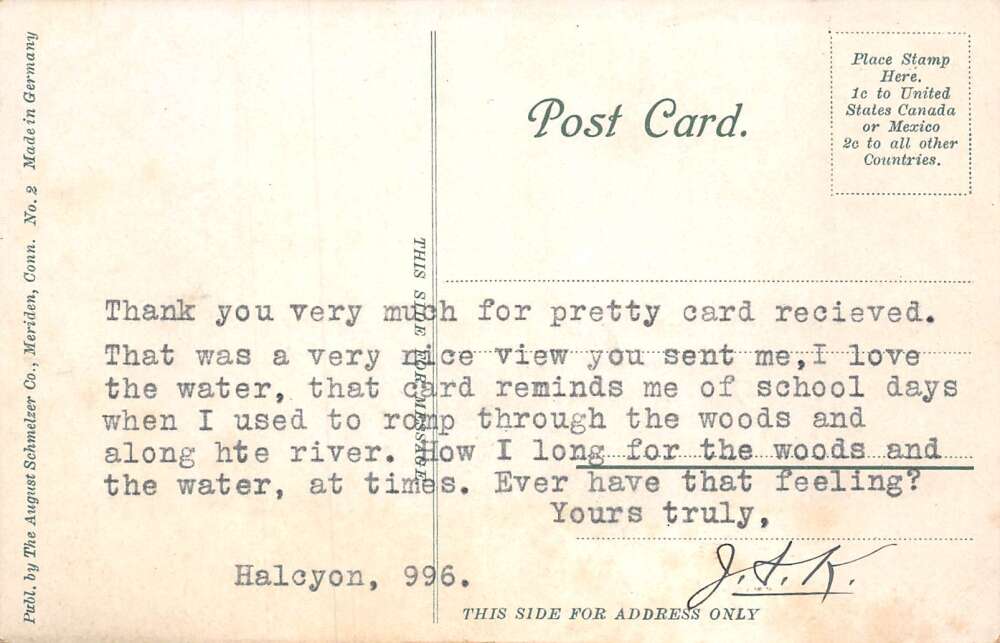 Publ. by The August Schmelzer Co., Meriden, Conn. No. 2 Made in Germany
Post Card.
Place Stamp
Here.
1c to United
States Canada
or Mexico
2c to all other
Countries.
THIS SIDE FOR MESSAGE
Thank you very much for pretty card recieved.
That was a very nice view you sent me,I love
the water, that card reminds me of school days
when I used to romp through the woods and
along hte river. How I long for the woods and
the water, at times. Ever have that feeling?
Yours truly,
J.A.K.
Halcyon, 996.
THIS SIDE FOR ADDRESS ONLY